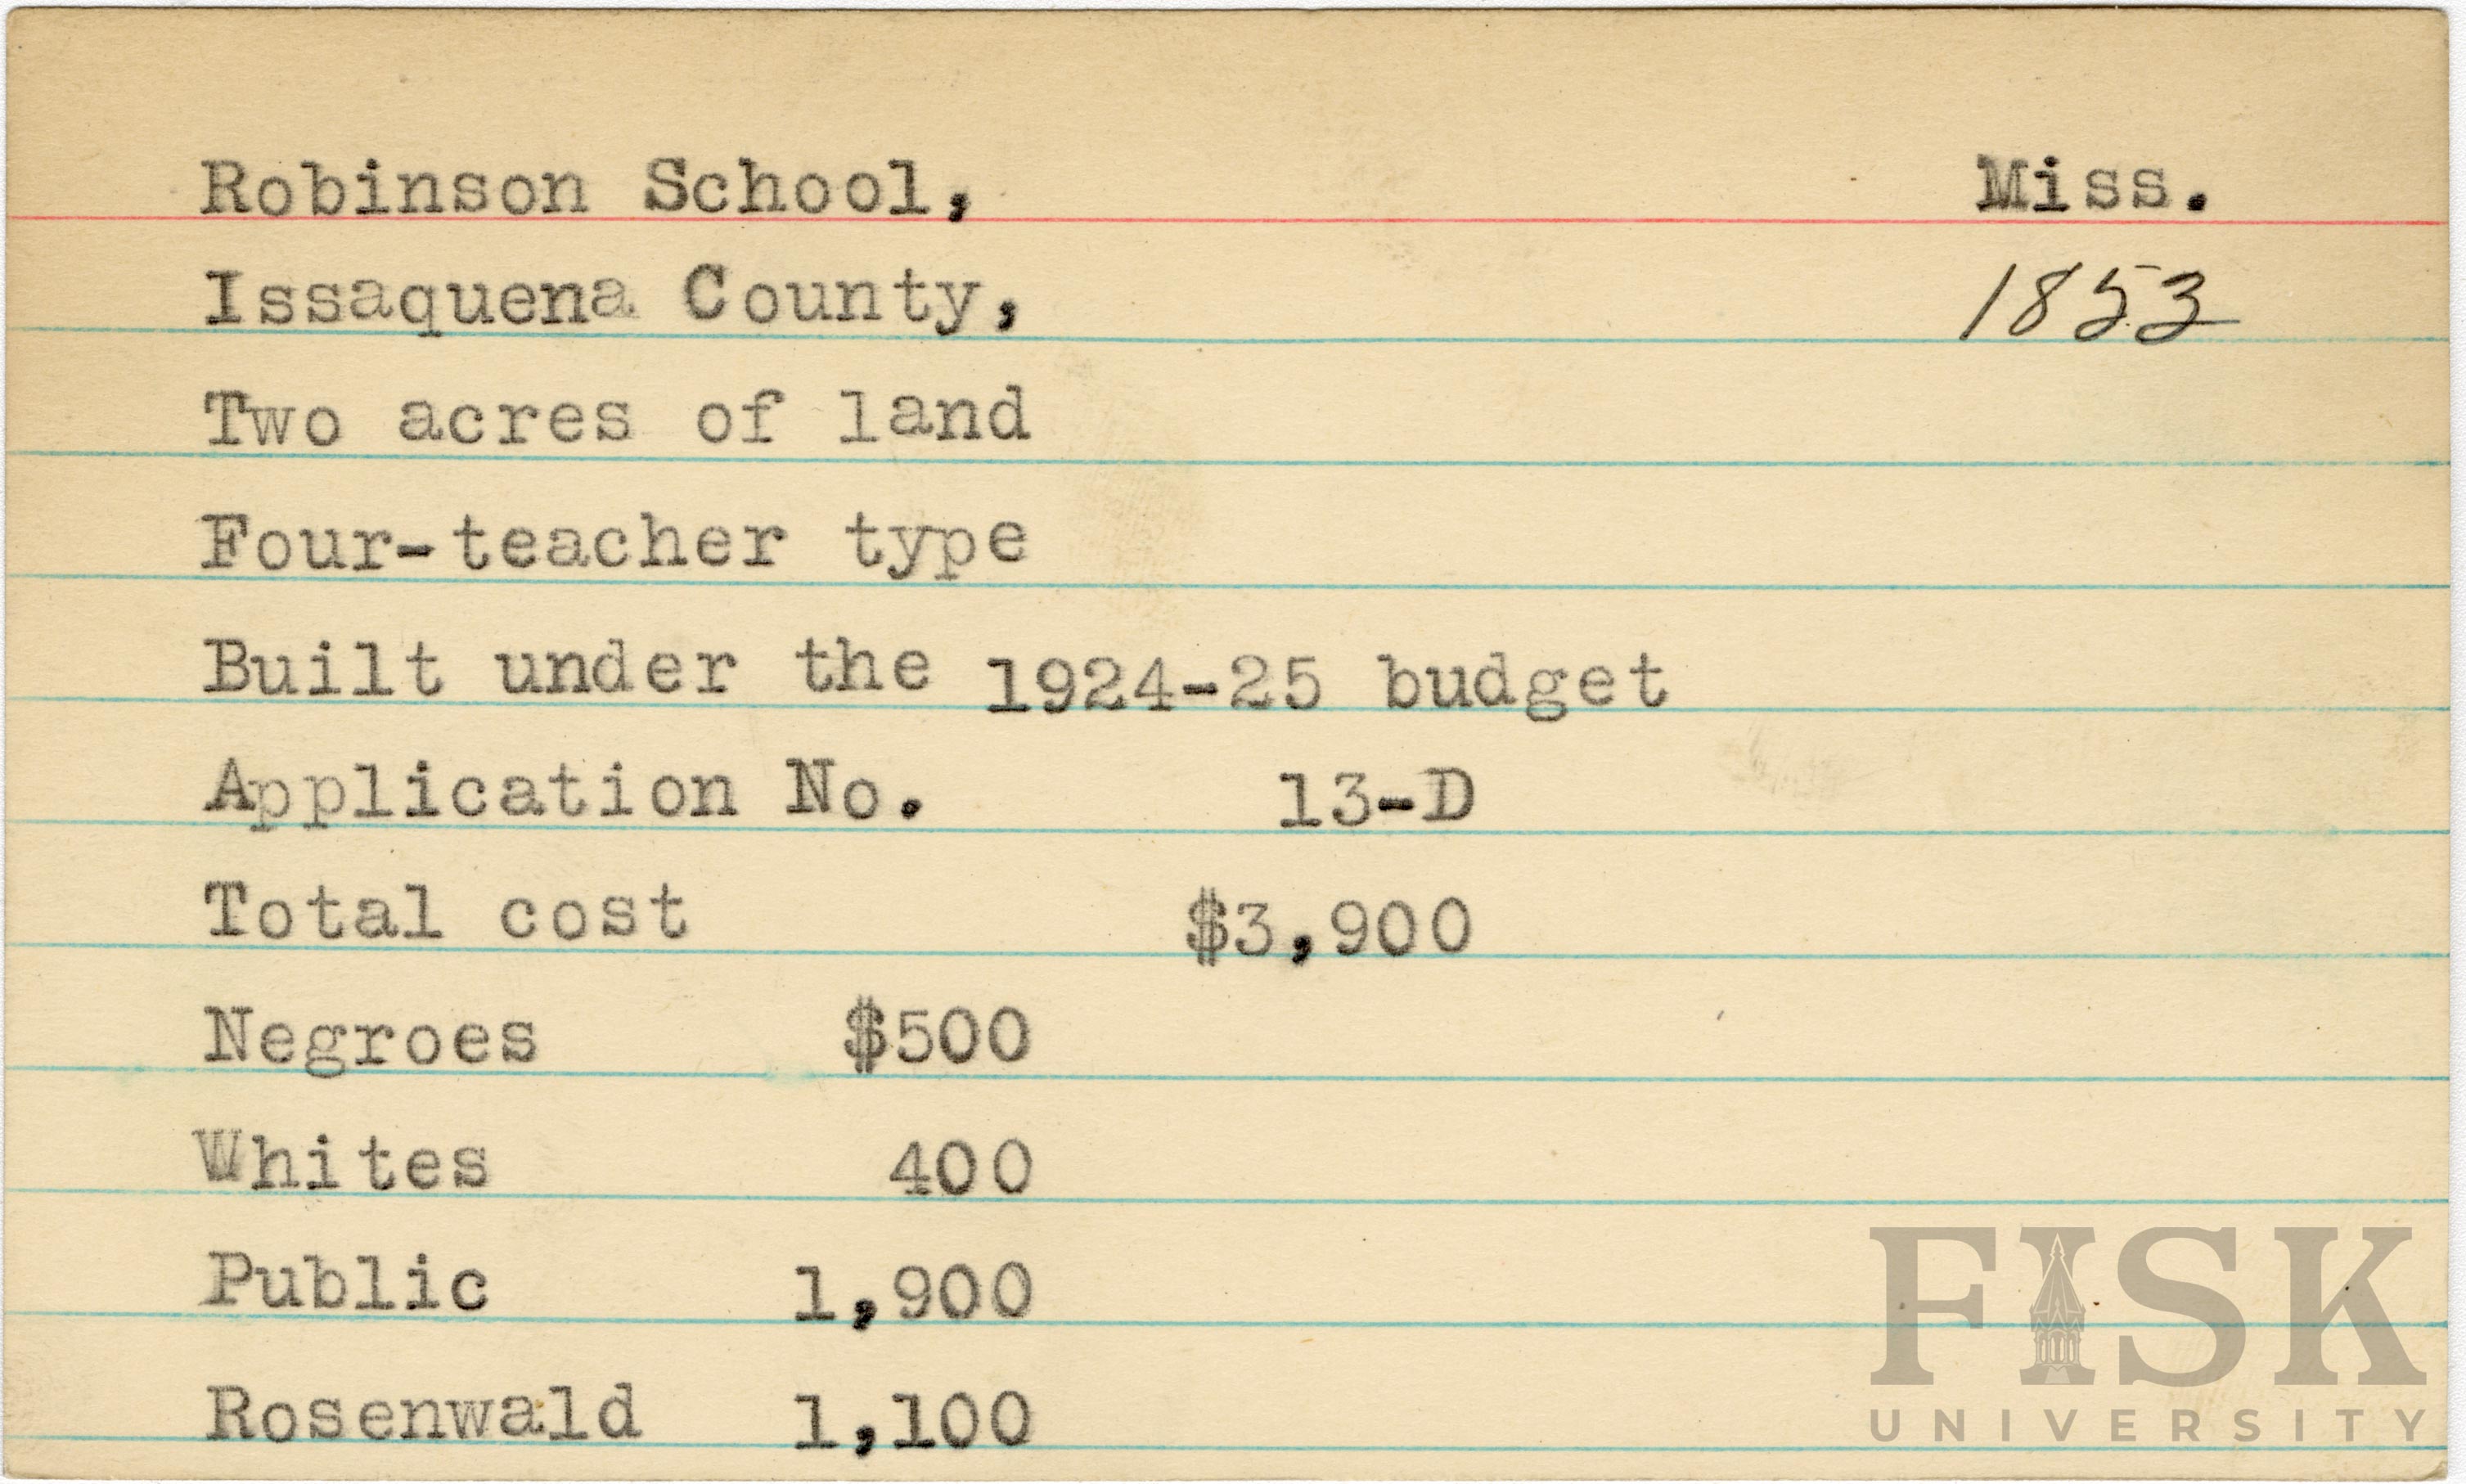 Robinson School, Miss.
Issaquena County, 1853
Two acres of land
Four-teacher type
Built under the 1924-25 budget
Application No. 13-D
Total cost $3,900
Negroes $500
Whites 400
Public 1,900
Rosenwald 1,100
FISK
UNIVERSITY